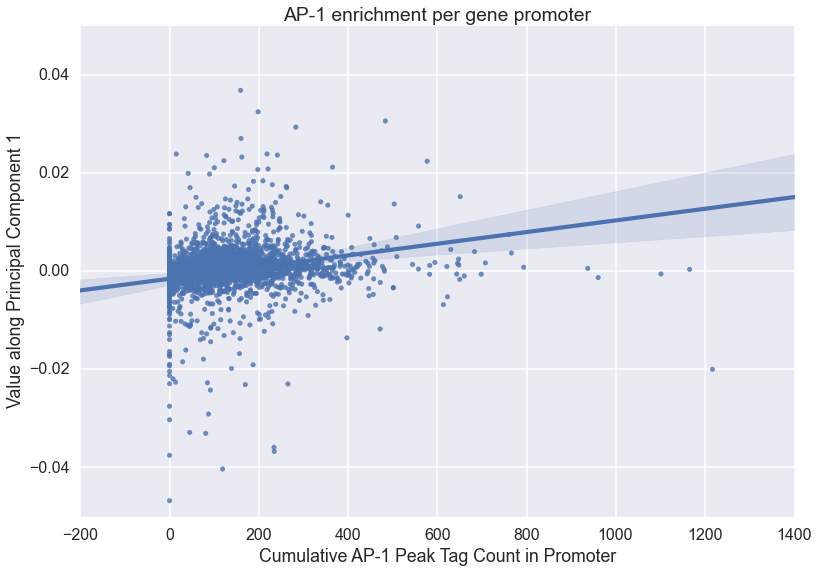 AP-1 enrichment per gene promoter
Value along Principal Component 1
0.04
0.02
0.00
−0.02
−0.04
−200 0 200 400 600 800 1000 1200 1400
Cumulative AP-1 Peak Tag Count in Promoter